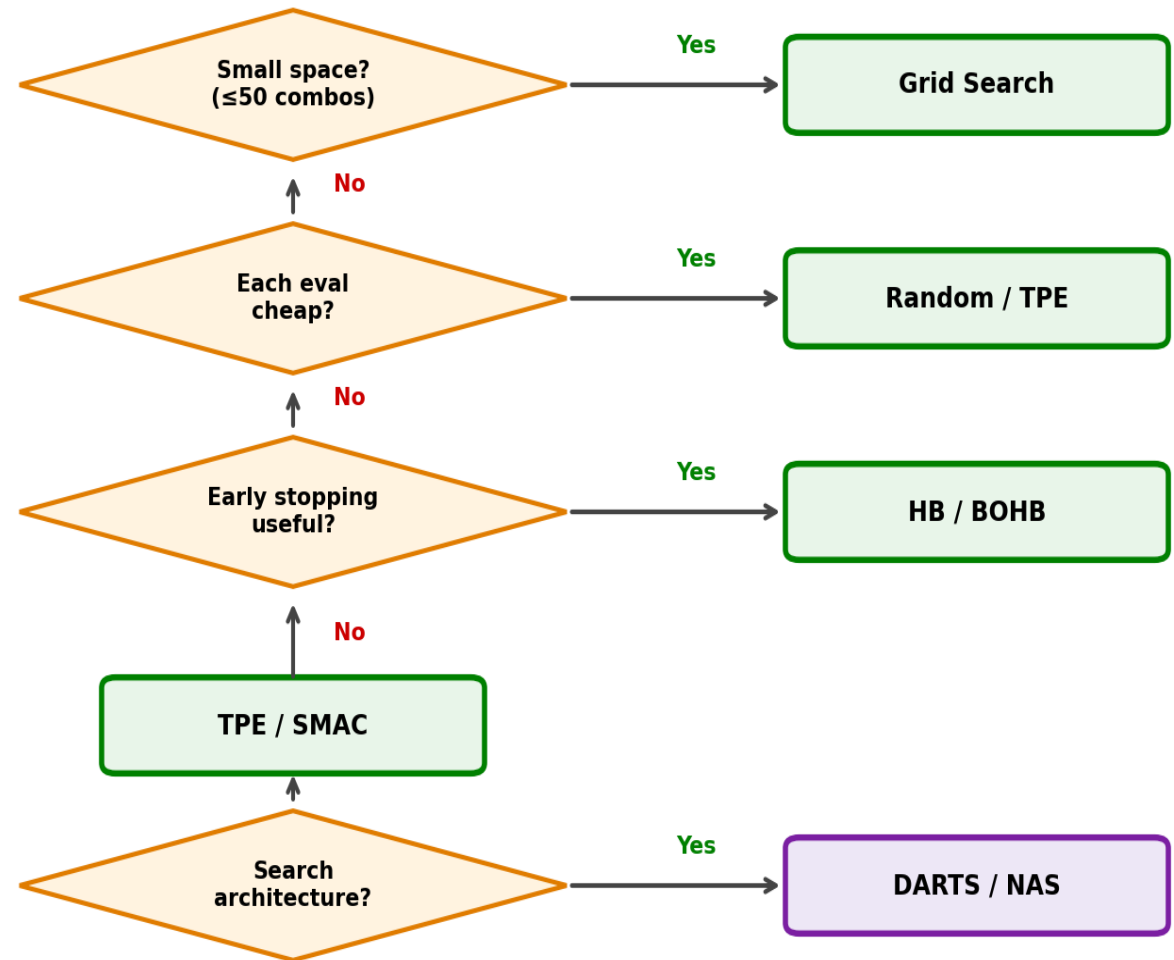 Small space?
(≤50 combos)
Yes
Grid Search
No
Each eval
cheap?
Yes
Random / TPE
No
Early stopping
useful?
Yes
HB / BOHB
No
TPE / SMAC
Search
architecture?
Yes
DARTS / NAS